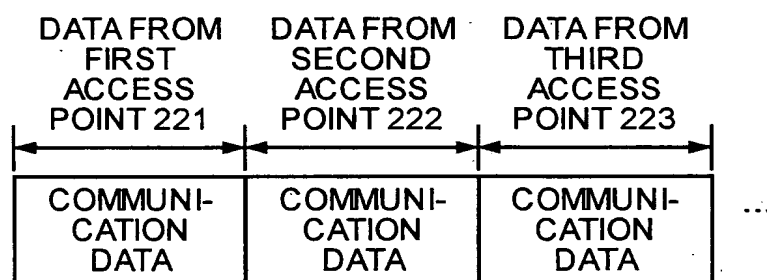 DATA FROM
FIRST
ACCESS
POINT 221
DATA FROM
SECOND
ACCESS
POINT 222
DATA FROM
THIRD
ACCESS
POINT 223
COMMUNI-
CATION
DATA
COMMUNI-
CATION
DATA
COMMUNI-
CATION
DATA
...